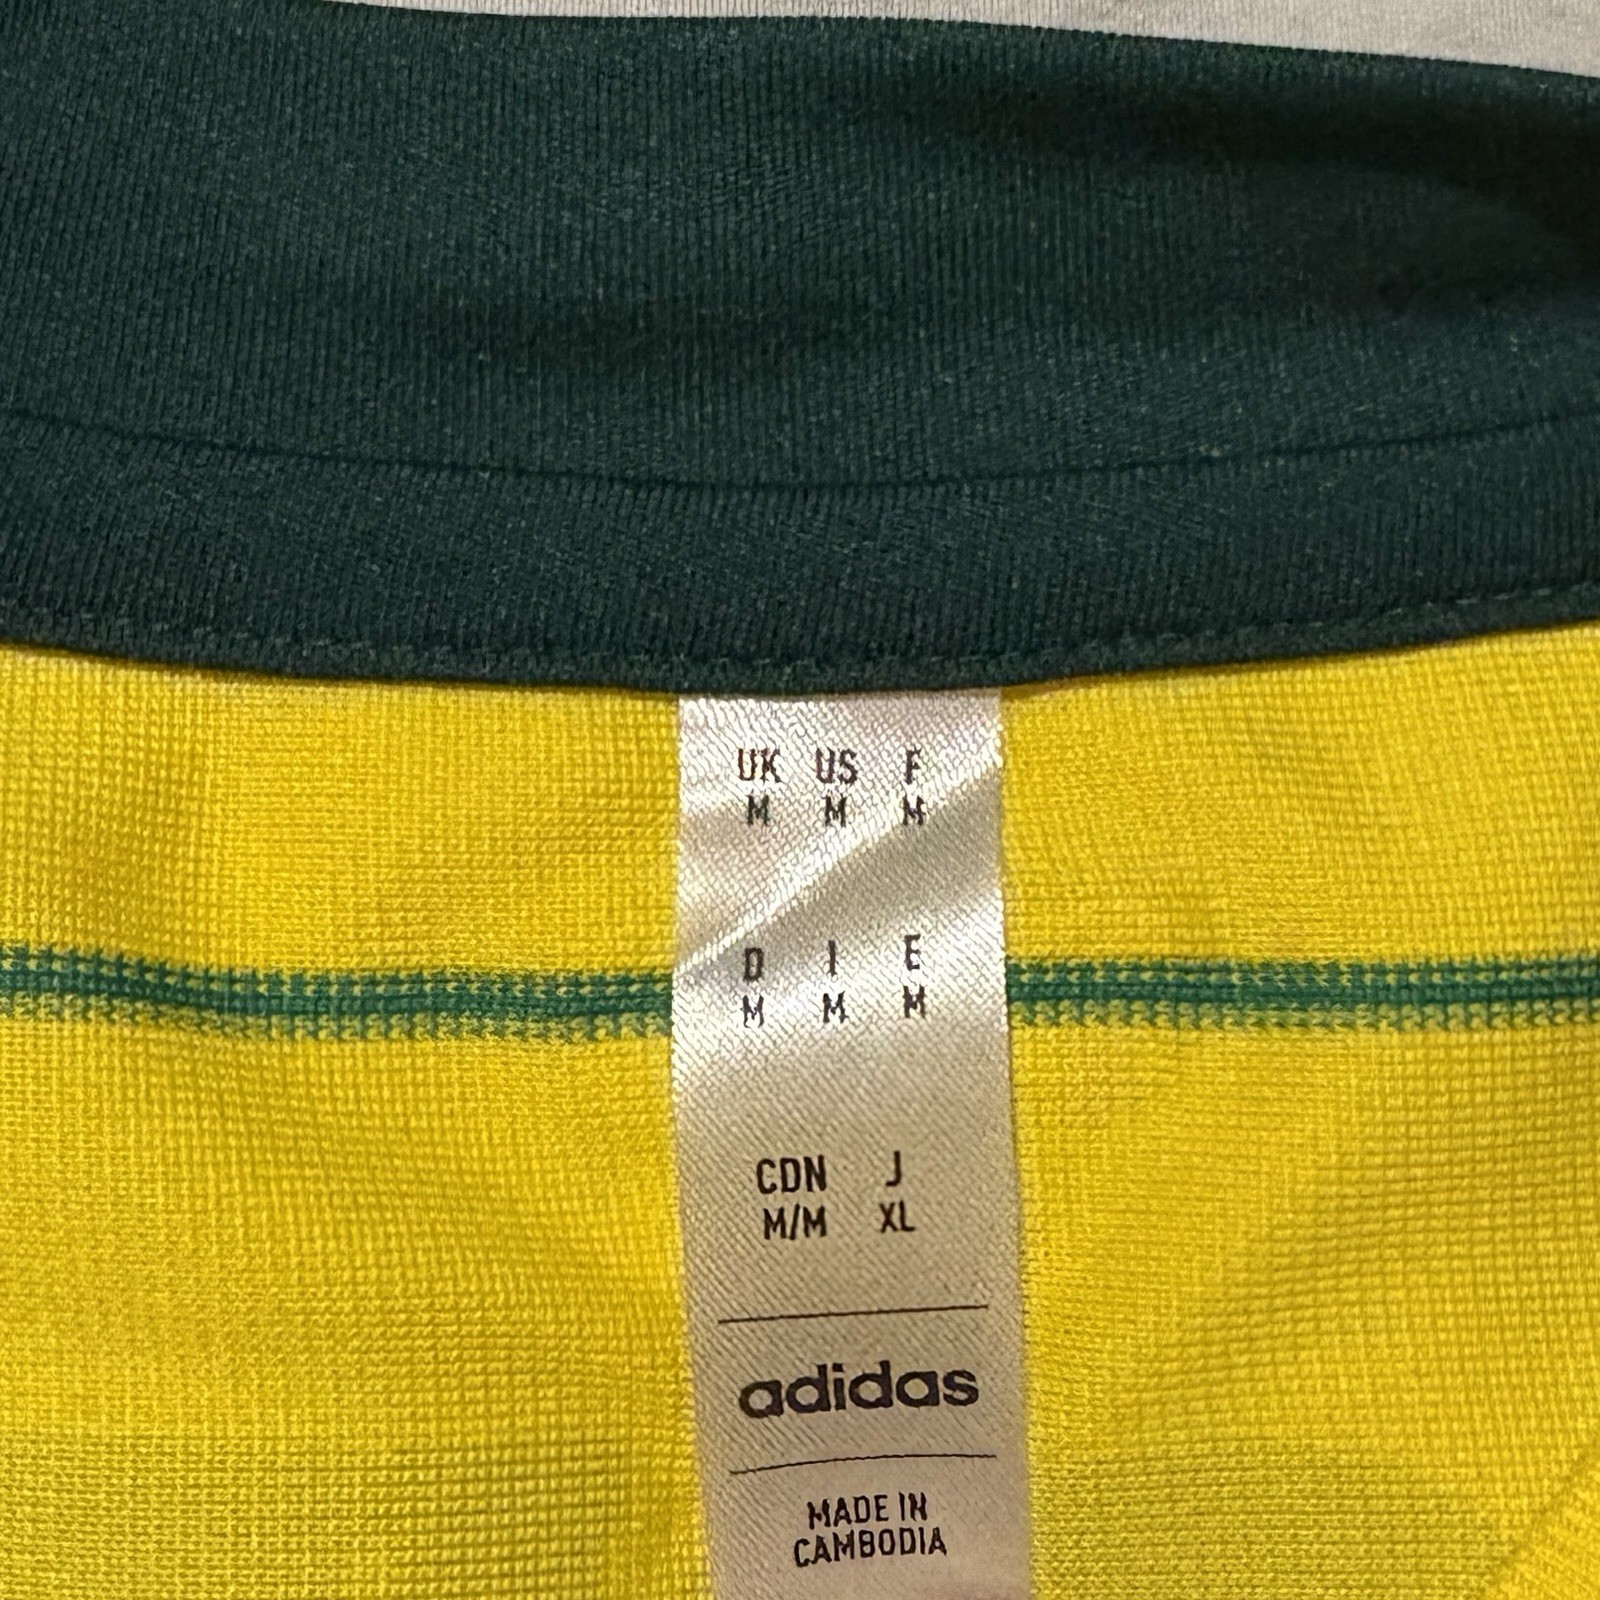 UK US F
M M M
D I E
M M M
CDN J
M/M XL
adidas
MADE IN
CAMBODIA